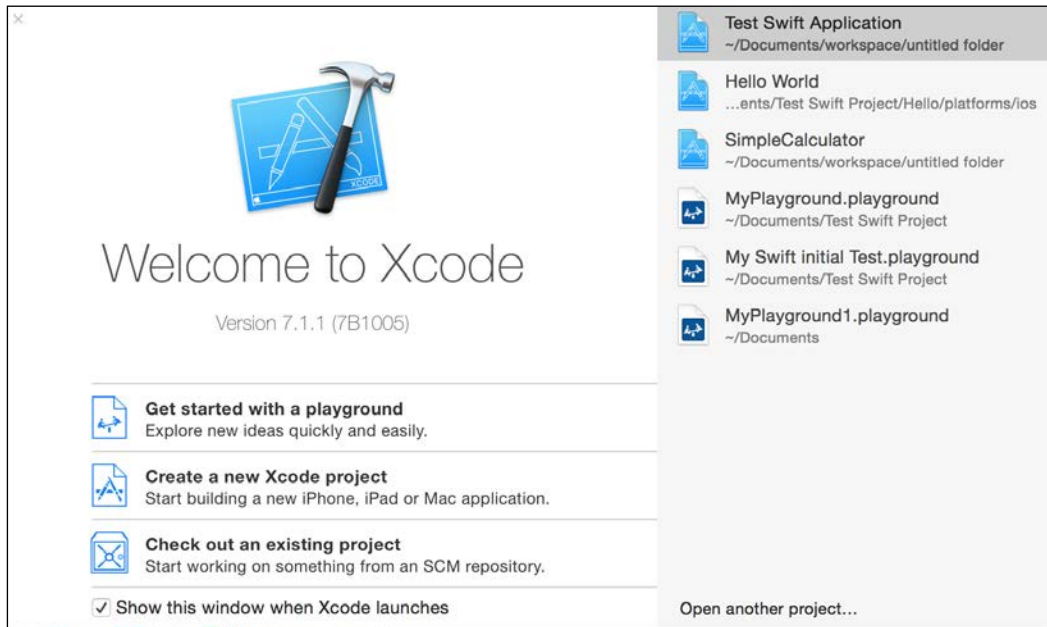 XCODE
Welcome to Xcode
Version 7.1.1 (7B1005)
Get started with a playground
Explore new ideas quickly and easily.
Create a new Xcode project
Start building a new iPhone, iPad or Mac application.
Check out an existing project
Start working on something from an SCM repository.
Show this window when Xcode launches
Test Swift Application
~/Documents/workspace/untitled folder
Hello World
...ents/Test Swift Project/Hello/platforms/ios
SimpleCalculator
~/Documents/workspace/untitled folder
MyPlayground.playground
~/Documents/Test Swift Project
My Swift initial Test.playground
~/Documents/Test Swift Project
MyPlayground1.playground
~/Documents
Open another project...